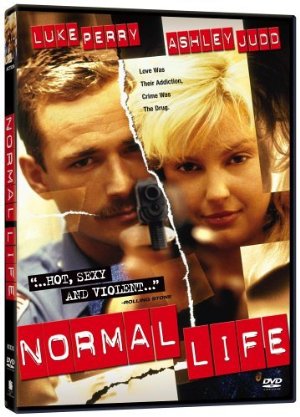 LUKE PERRY ASHLEY JUDD
Love Was
Their Addiction,
Crime Was
The Drug.
"...HOT, SEXY
AND VIOLENT..."
-ROLLING STONE
NORMAL LIFE
NORMAL LIFE
DVD